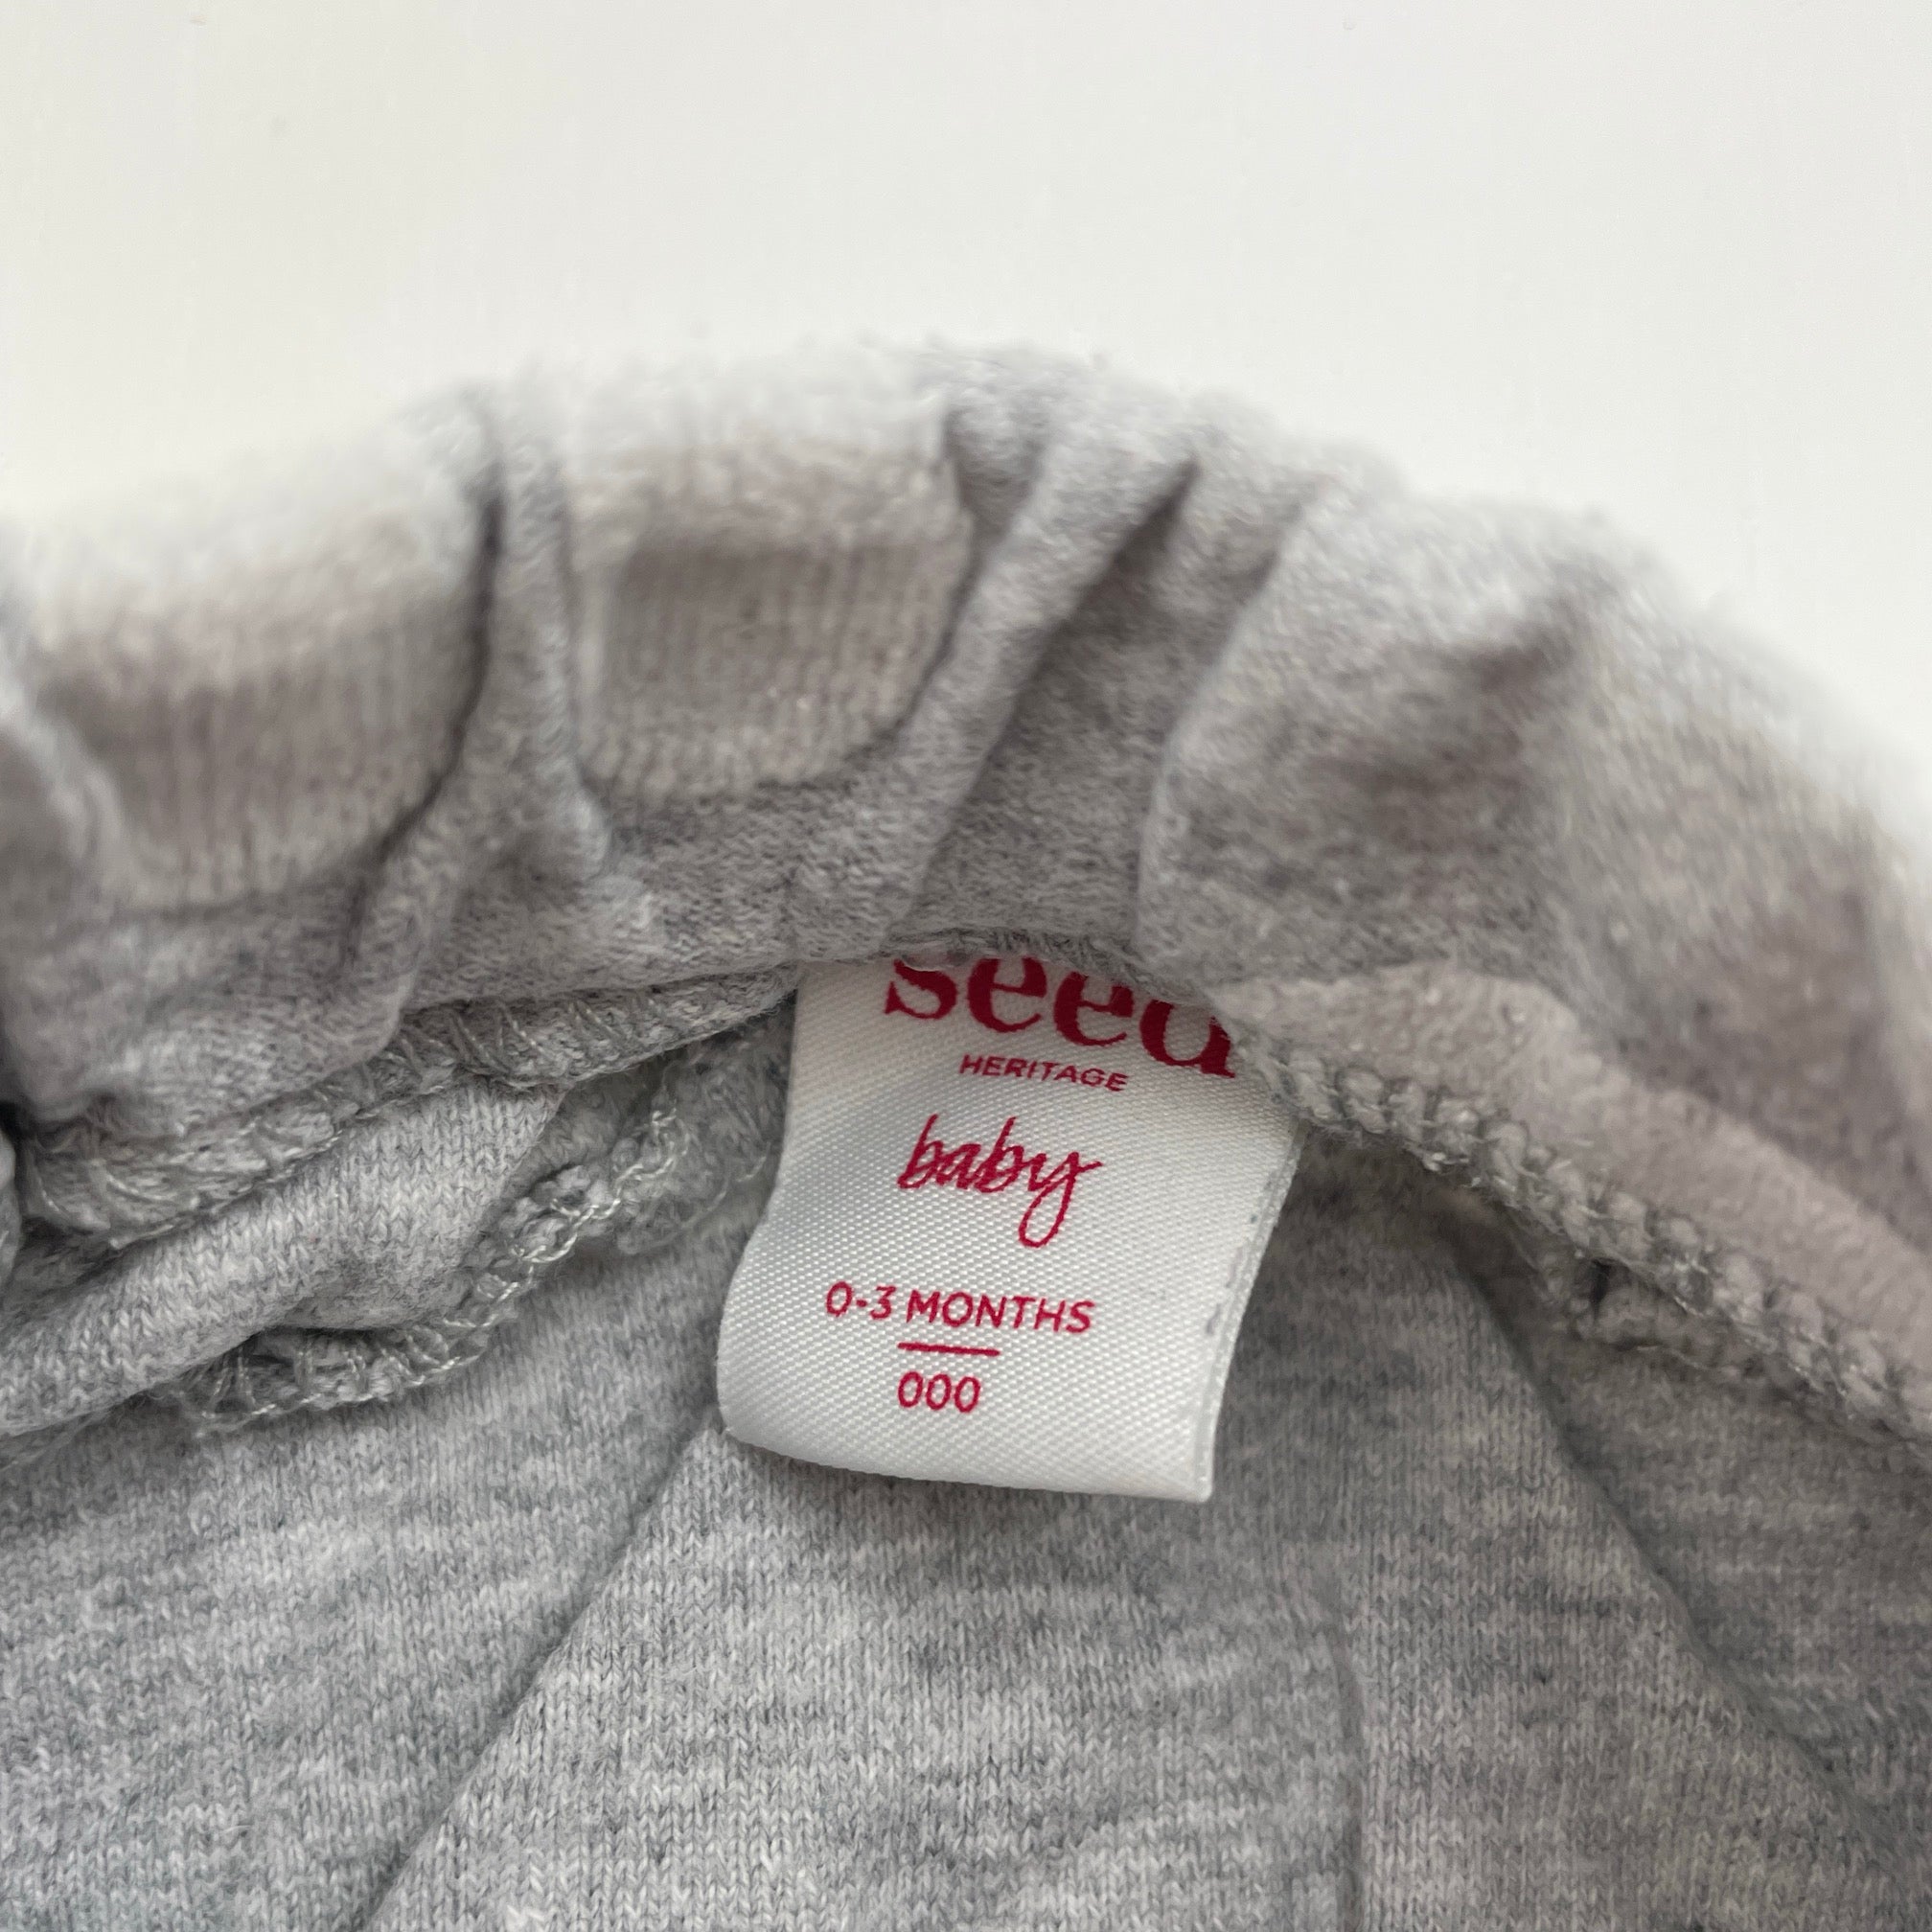 seed
HERITAGE
baby
0-3 MONTHS
000